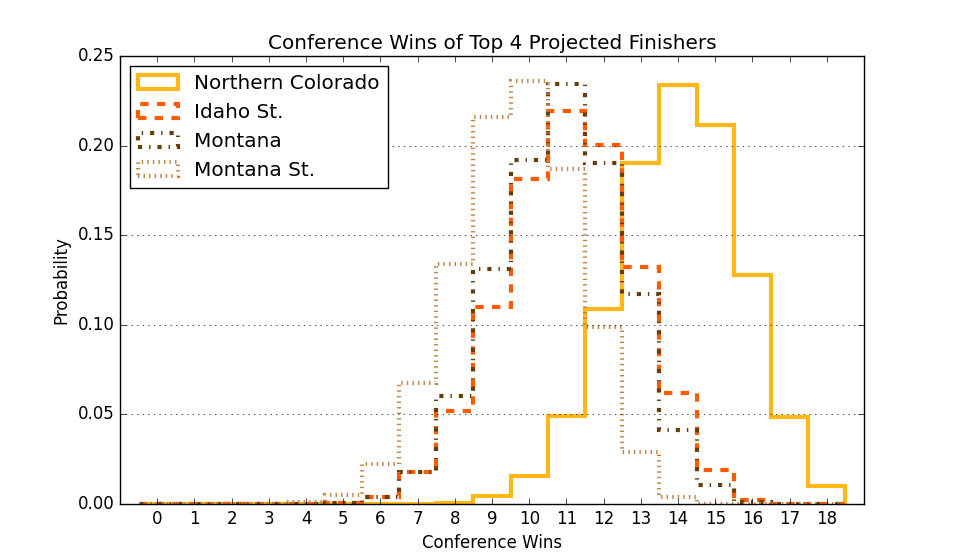 Conference Wins of Top 4 Projected Finishers
0.25
0.20
0.15
0.10
0.05
0.00
Probability
Northern Colorado
Idaho St.
Montana
Montana St.
0 1 2 3 4 5 6 7 8 9 10 11 12 13 14 15 16 17 18
Conference Wins